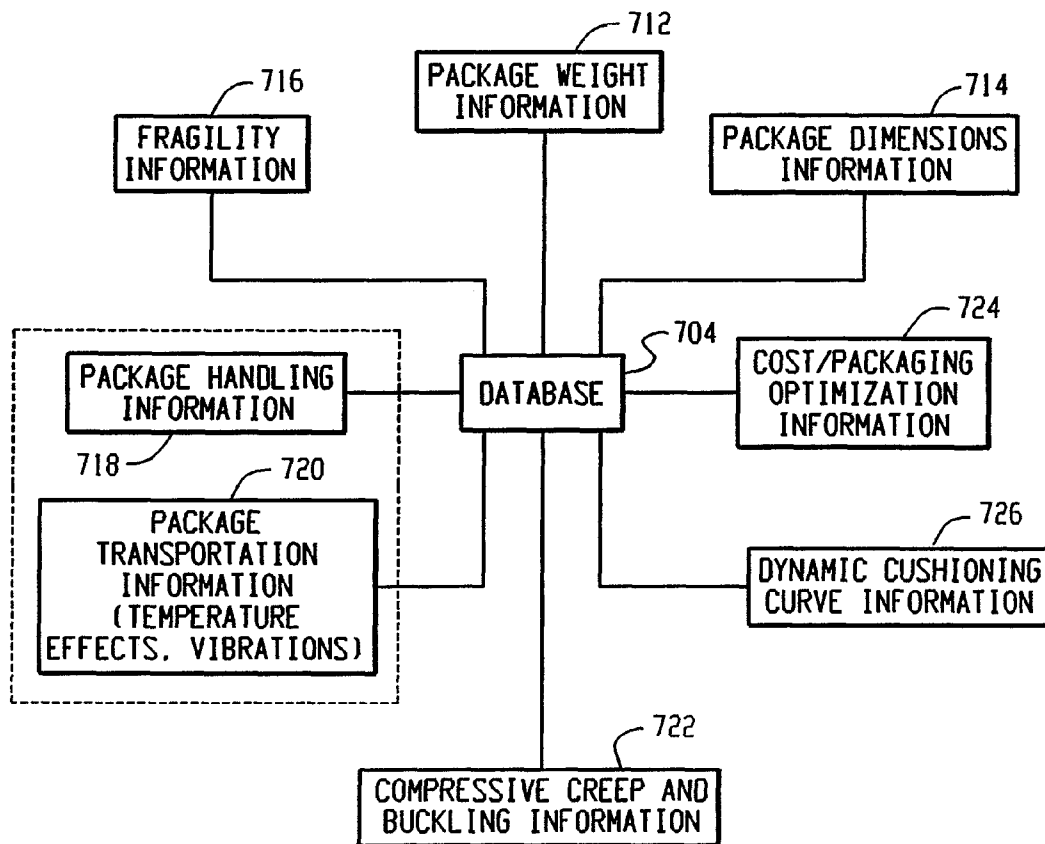 712
PACKAGE WEIGHT
INFORMATION
716
FRAGILITY
INFORMATION
714
PACKAGE DIMENSIONS
INFORMATION
704
DATABASE
724
COST/PACKAGING
OPTIMIZATION
INFORMATION
PACKAGE HANDLING
INFORMATION
718
720
PACKAGE
TRANSPORTATION
INFORMATION
(TEMPERATURE
EFFECTS, VIBRATIONS)
726
DYNAMIC CUSHIONING
CURVE INFORMATION
722
COMPRESSIVE CREEP AND
BUCKLING INFORMATION